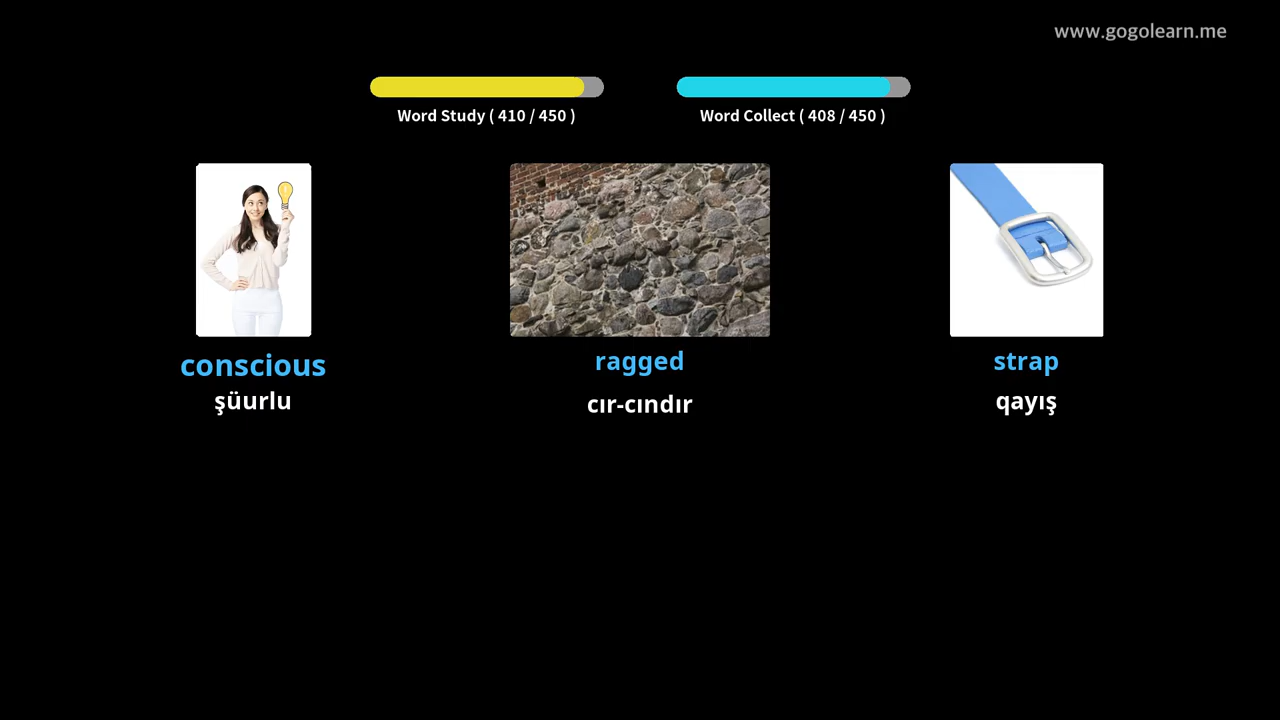 www.gogolearn.me
Word Study ( 410 / 450 )
Word Collect ( 408 / 450 )
conscious
şüurlu
ragged
cır-cındır
strap
qayış